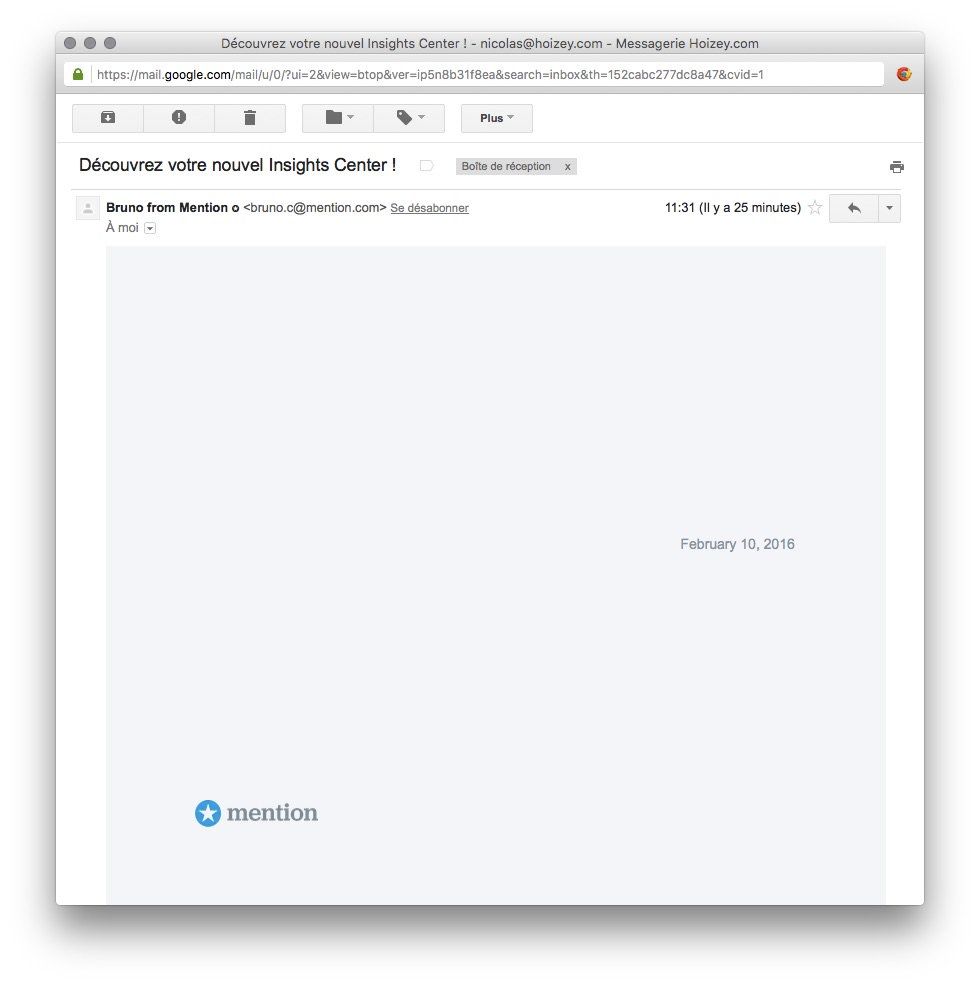 Découvrez votre nouvel Insights Center ! - nicolas@hoizey.com - Messagerie Hoizey.com
https://mail.google.com/mail/u/0/?ui=2&view=btop&ver=ip5n8b31f8ea&search=inbox&th=152cabc277dc8a47&cvid=1
Plus
Découvrez votre nouvel Insights Center ! Boîte de réception x
Bruno from Mention o <bruno.c@mention.com> Se désabonner 11:31 (Il y a 25 minutes)
À moi
February 10, 2016
mention